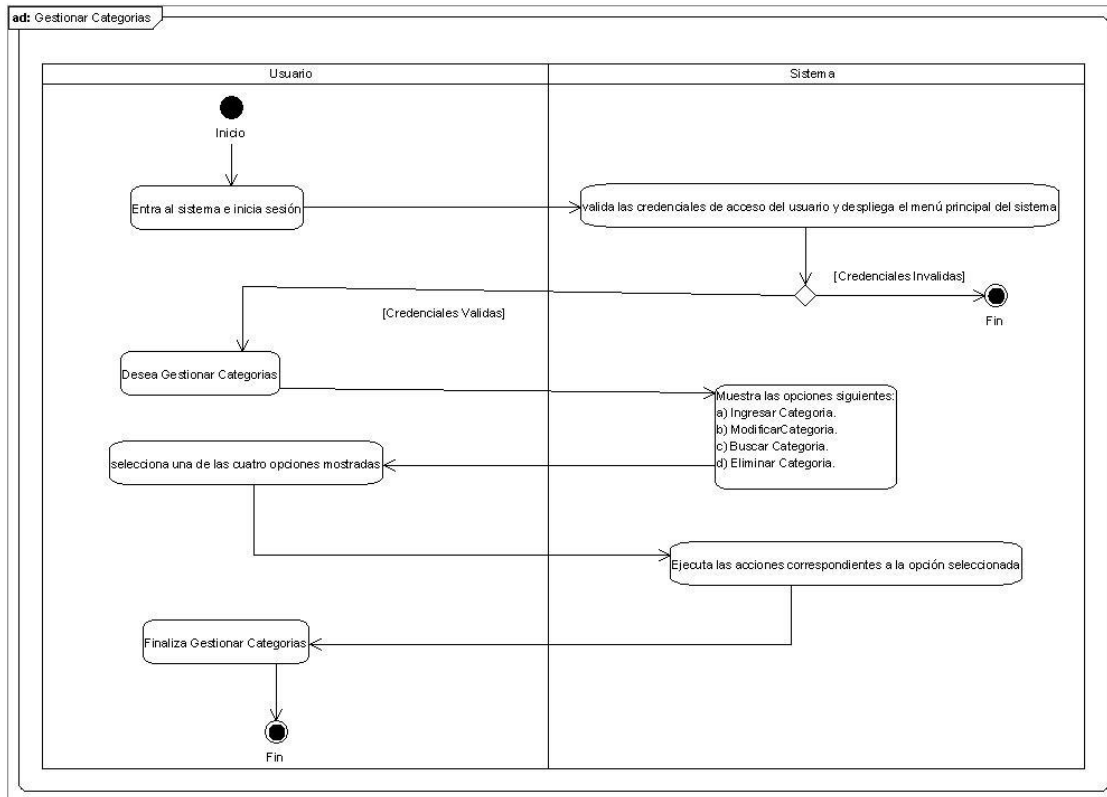 ad: Gestionar Categorias
Usuario
Sistema
Inicio
Entra al sistema e inicia sesión
valida las credenciales de acceso del usuario y despliega el menú principal del sistema
[Credenciales Invalidas]
Fin
[Credenciales Validas]
Desea Gestionar Categorias
Muestra las opciones siguientes:
a) Ingresar Categoria.
b) ModificarCategoria.
c) Buscar Categoria.
d) Eliminar Categoria.
selecciona una de las cuatro opciones mostradas
Ejecuta las acciones correspondientes a la opción seleccionada
Finaliza Gestionar Categorias
Fin